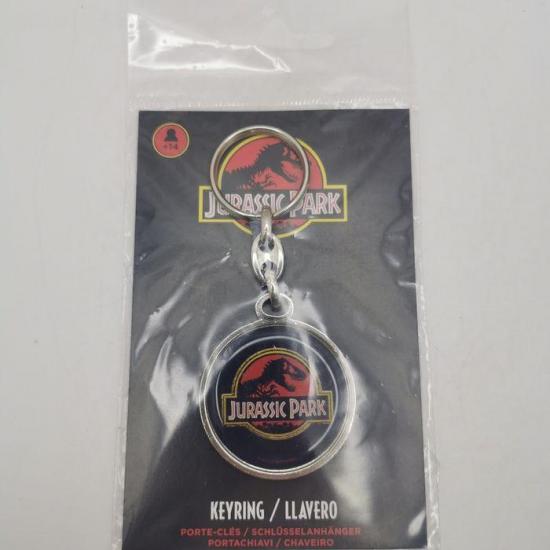 +14
JURASSIC PARK
JURASSIC PARK
KEYRING / LLAVERO
PORTE-CLÉS / SCHLÜSSELANHÄNGER
PORTACHIAVI / CHAVEIRO